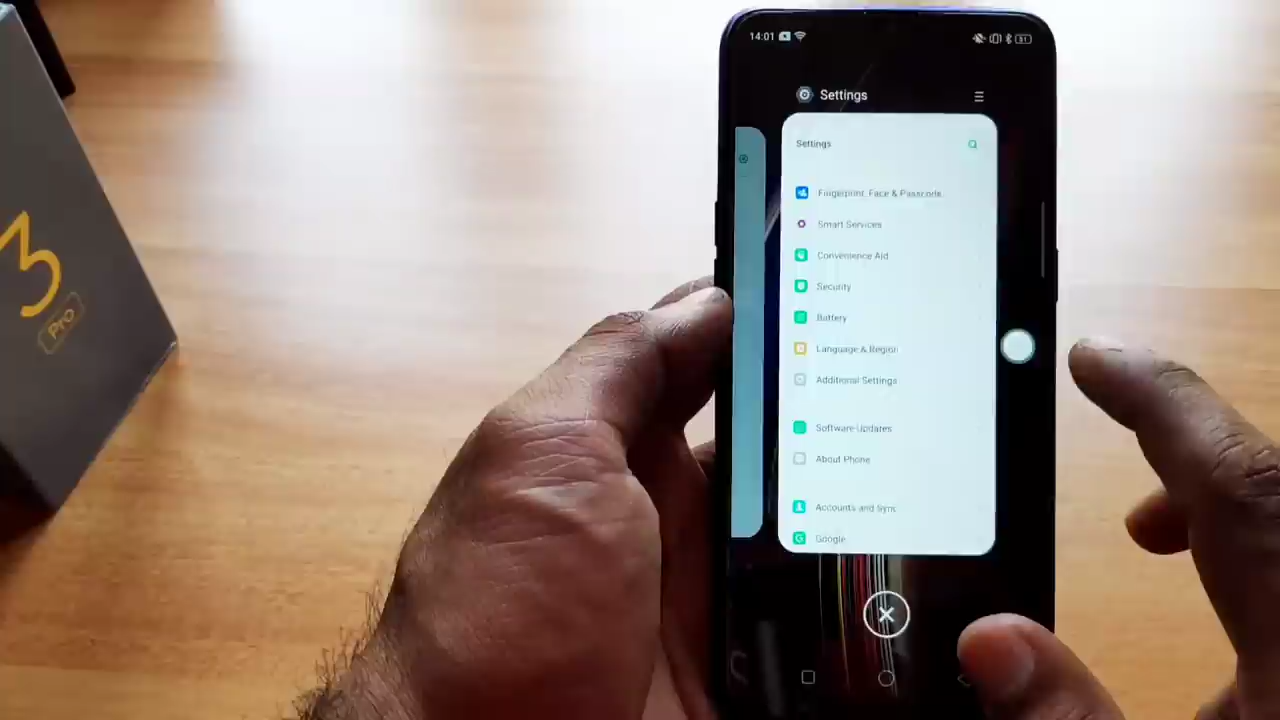 3
Pro
14:01
51
Settings
Settings
Fingerprint, Face & Passcode
Smart Services
Convenience Aid
Security
Battery
Language & Region
Additional Settings
Software Updates
About Phone
Accounts and Sync
Google